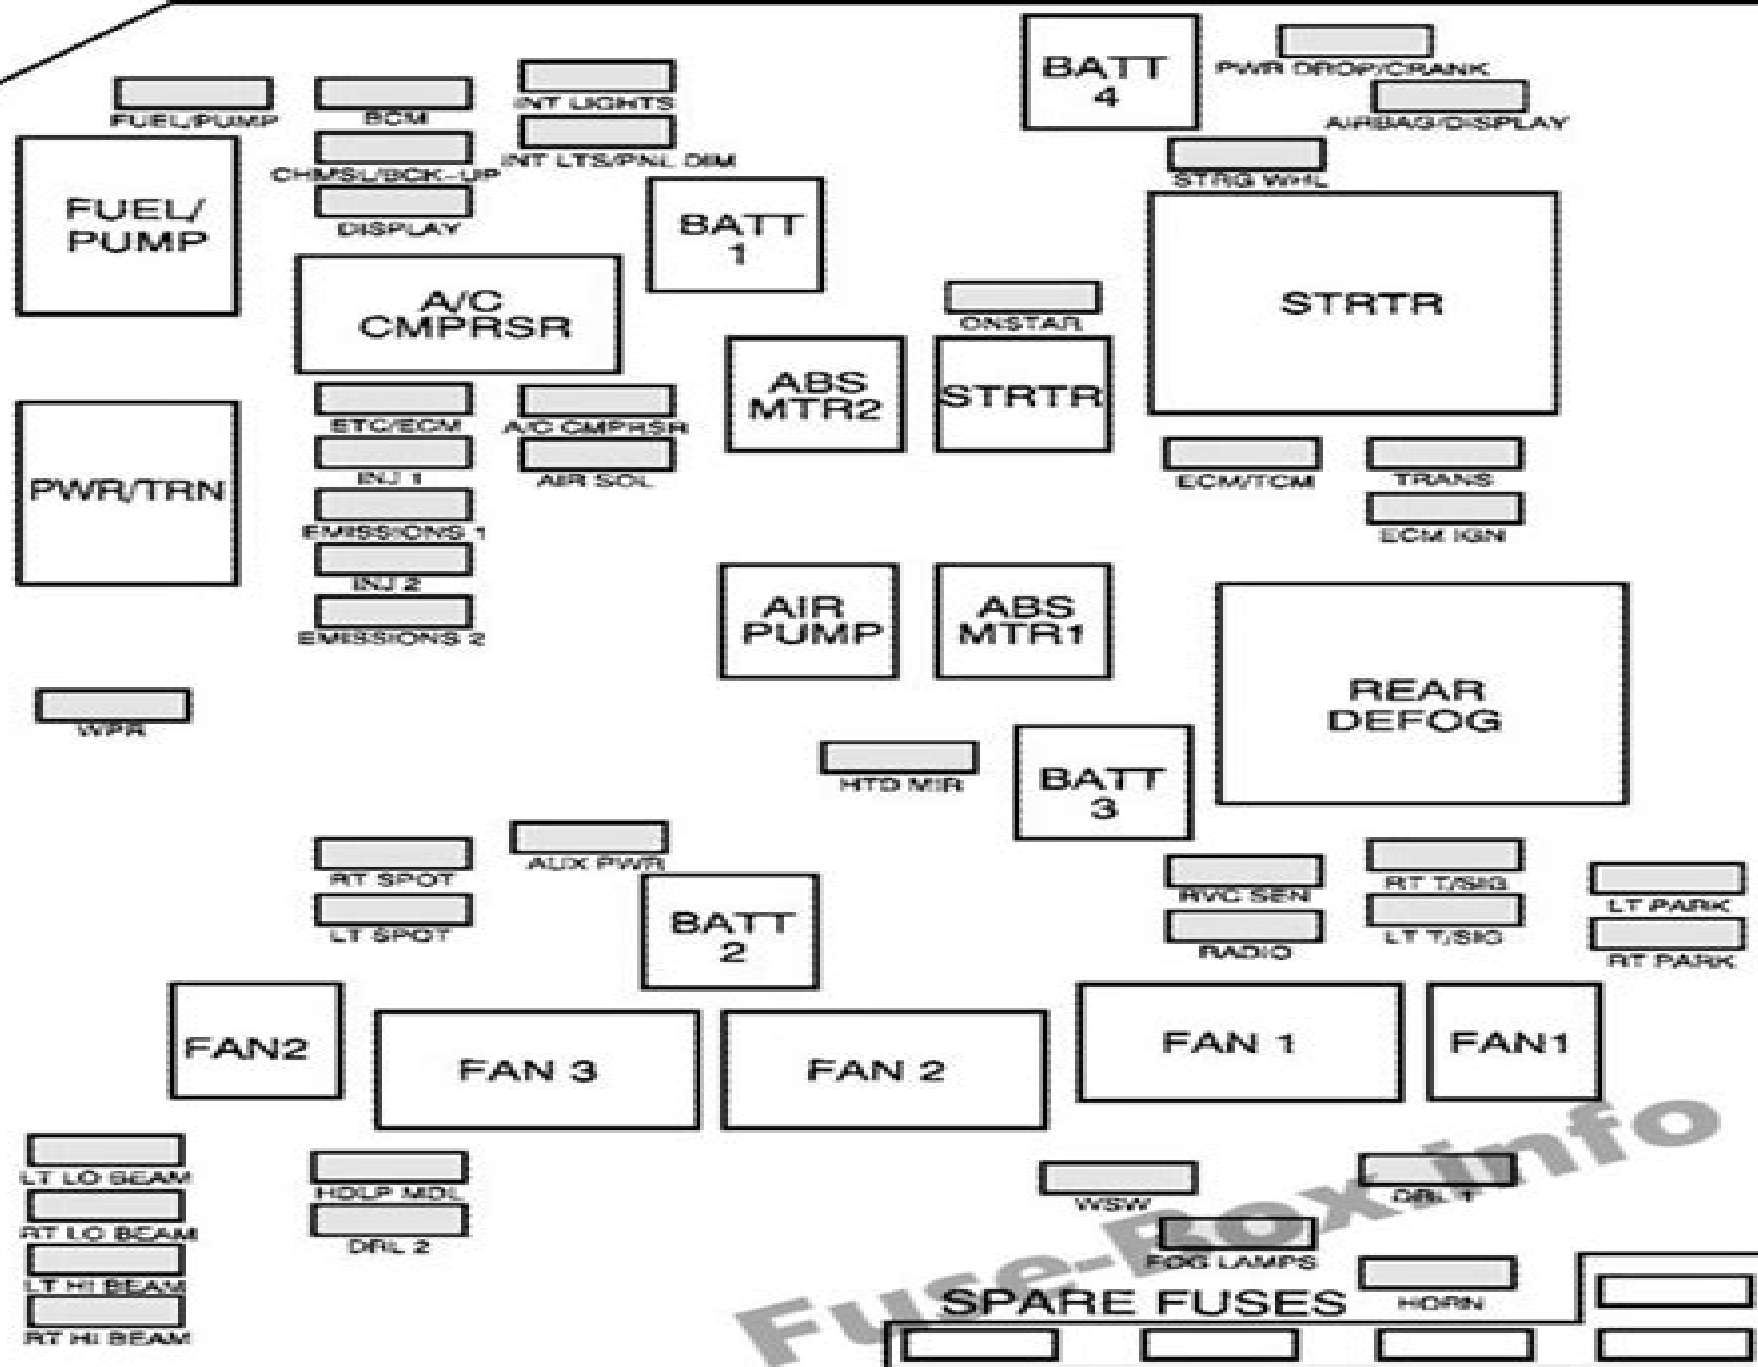 BATT
4
PWR DROP/CRANK
AIRBAG/DISPLAY
STRG WHL
FUEL/PUMP
BCM
INT LIGHTS
CHMSL/BCK-UP
INT LTS/PNL DIM
DISPLAY
FUEL/
PUMP
BATT
1
A/C
CMPRSR
ONSTAR
STRTR
ABS
MTR2
STRTR
ETC/ECM
A/C CMPRSR
INJ 1
AIR SOL
EMISSIONS 1
INJ 2
EMISSIONS 2
PWR/TRN
ECM/TCM
TRANS
ECM IGN
AIR
PUMP
ABS
MTR1
REAR
DEFOG
WPR
HTD MIR
BATT
3
RT SPOT
AUX PWR
LT SPOT
BATT
2
RVC SEN
RT T/SIG
LT PARK
RADIO
LT T/SIG
RT PARK
FAN2
FAN 3
FAN 2
FAN 1
FAN1
LT LO BEAM
RT LO BEAM
LT HI BEAM
RT HI BEAM
HDLP MDL
DRL 2
WSW
DRL 1
FOG LAMPS
HORN
SPARE FUSES
Fuse-Box.info